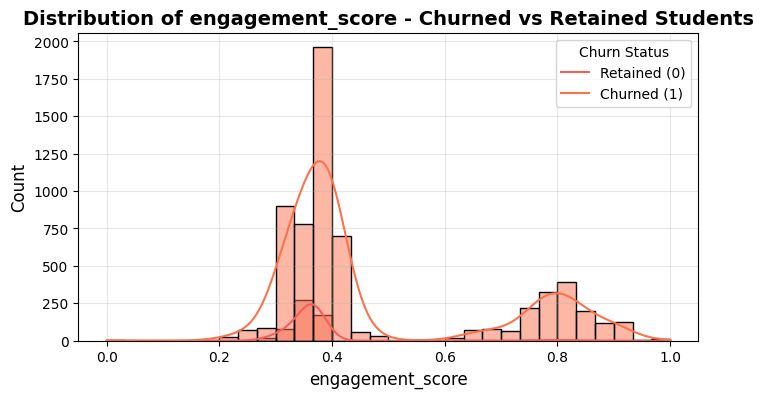 Distribution of engagement_score - Churned vs Retained Students
2000
1750
1500
1250
1000
750
500
250
0
Count
Churn Status
Retained (0)
Churned (1)
0.0 0.2 0.4 0.6 0.8 1.0
engagement_score